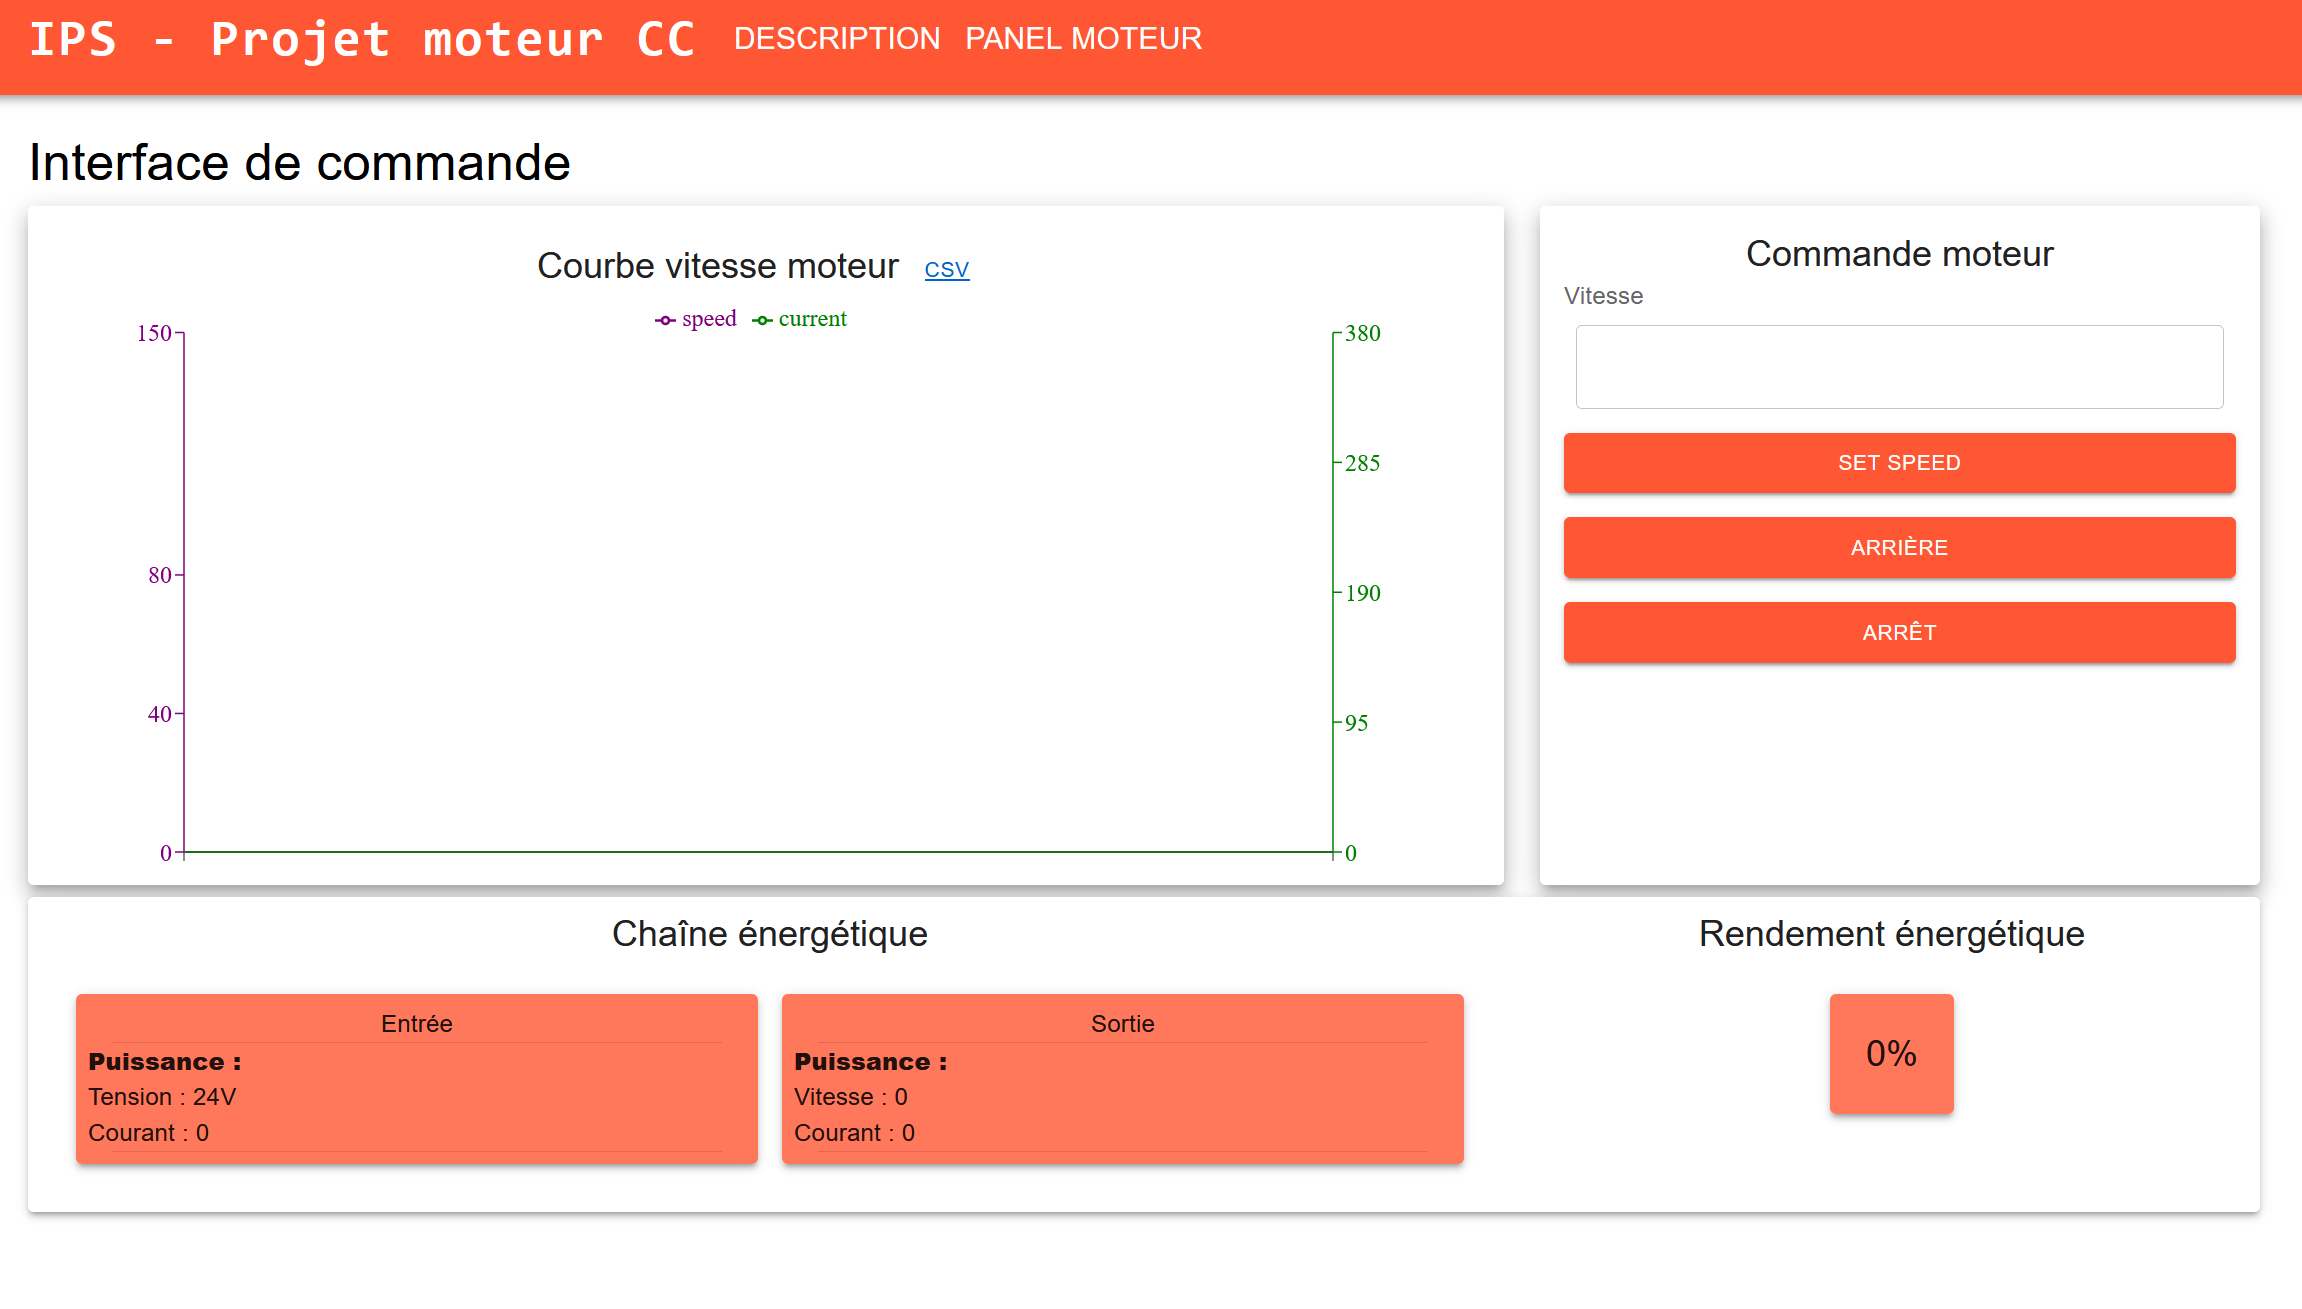 IPS - Projet moteur CC DESCRIPTION PANEL MOTEUR
Interface de commande
Courbe vitesse moteur CSV
speed current
150
80
40
0
380
285
190
95
0
Commande moteur
Vitesse
SET SPEED
ARRIÈRE
ARRÊT
Chaîne énergétique
Entrée
Puissance :
Tension : 24V
Courant : 0
Sortie
Puissance :
Vitesse : 0
Courant : 0
Rendement énergétique
0%